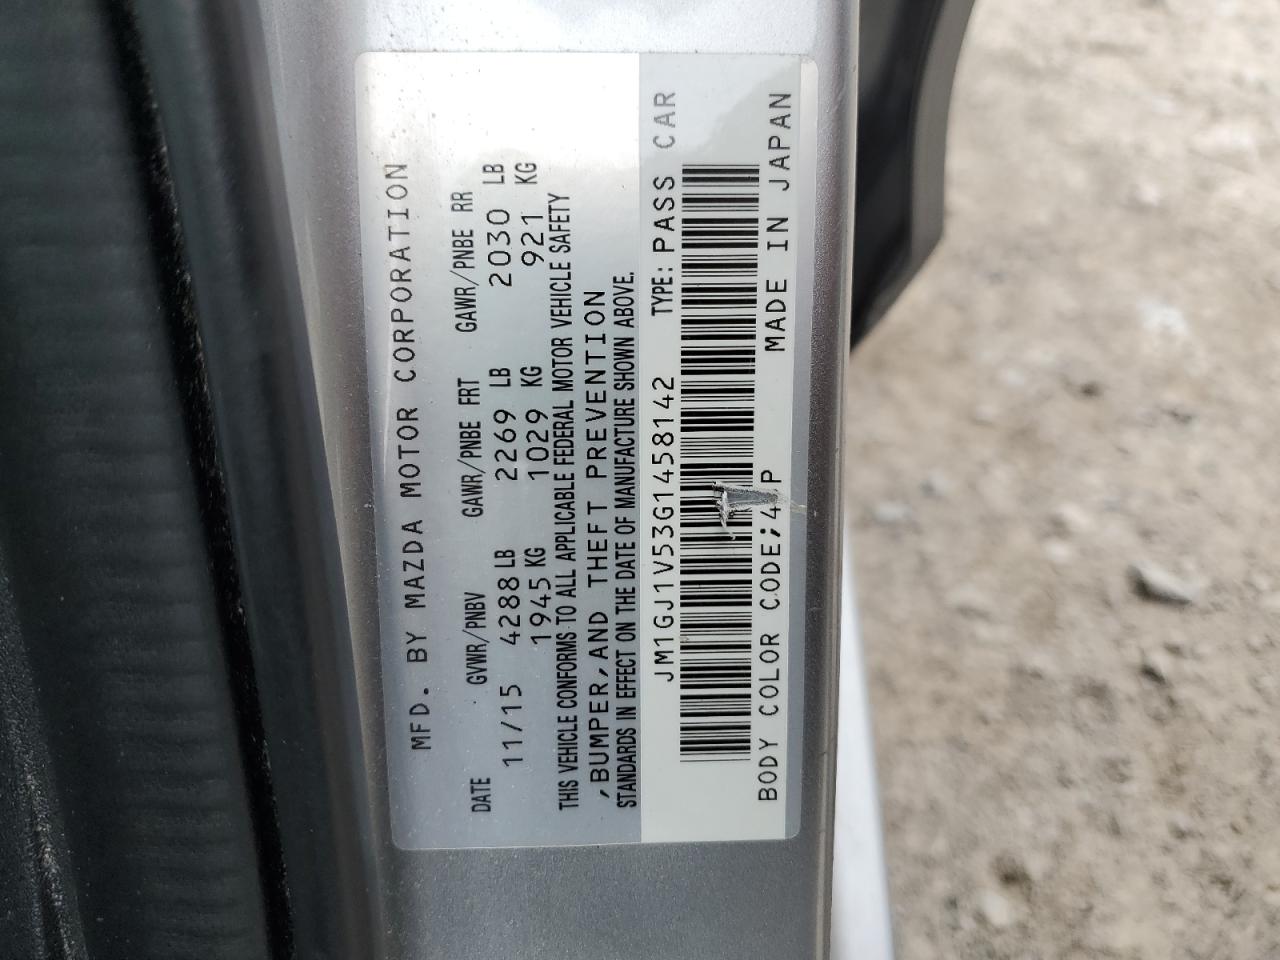 MFD. BY MAZDA MOTOR CORPORATION
DATE GVWR/PNBV GAWR/PNBE FRT GAWR/PNBE RR
11/15 4288 LB 2269 LB 2030 LB
1945 KG 1029 KG 921 KG
THIS VEHICLE CONFORMS TO ALL APPLICABLE FEDERAL MOTOR VEHICLE SAFETY
,BUMPER,AND THEFT PREVENTION
STANDARDS IN EFFECT ON THE DATE OF MANUFACTURE SHOWN ABOVE.
JM1GJ1V53G1458142 TYPE: PASS CAR
BODY COLOR CODE; MADE IN JAPAN